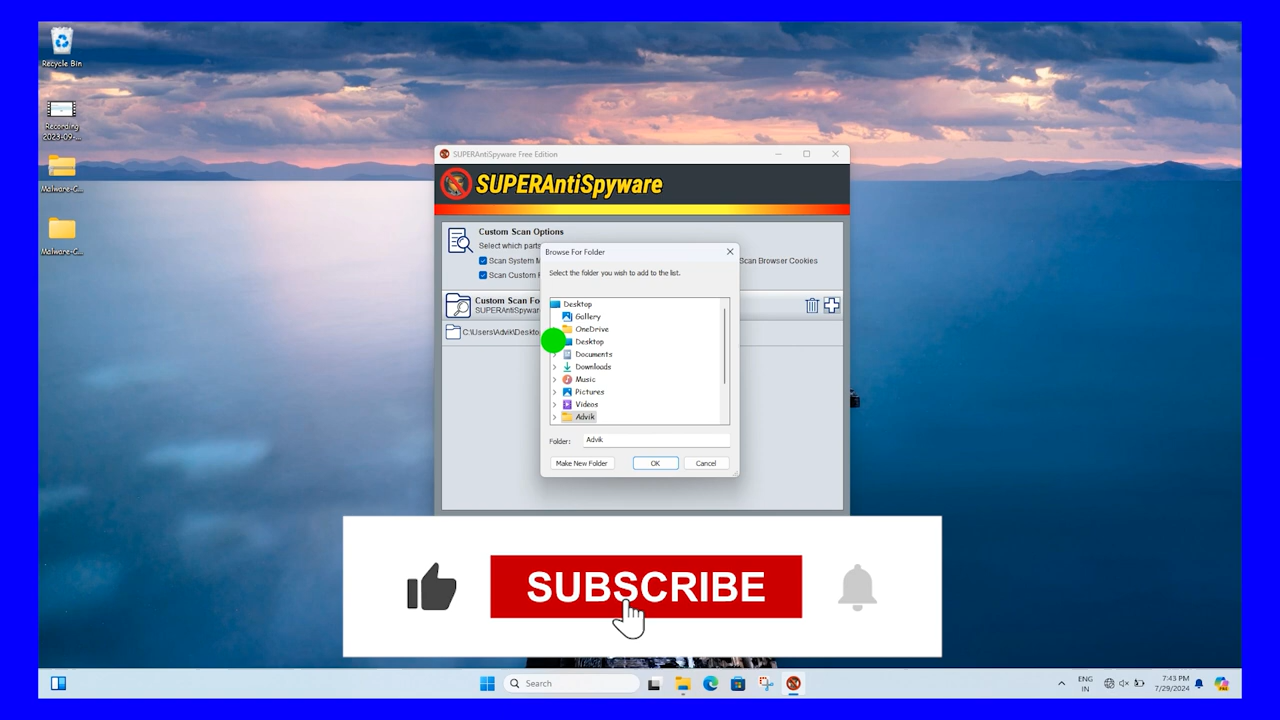 Recycle Bin
Recording
2023-09-...
Malware-C...
Malware-C...
SUPERAntiSpyware Free Edition
SUPERAntiSpyware
Custom Scan Options
Select which parts
Scan System M
Scan Browser Cookies
Scan Custom F
Custom Scan Fo
SUPERAntiSpywar
C:\Users\Advik\Deskto
Browse For Folder
Select the folder you wish to add to the list.
Desktop
Gallery
OneDrive
Desktop
Documents
Downloads
Music
Pictures
Videos
Advik
Folder:
Advik
Make New Folder
OK
Cancel
SUBSCRIBE
Search
ENG
IN
7:43 PM
7/29/2024